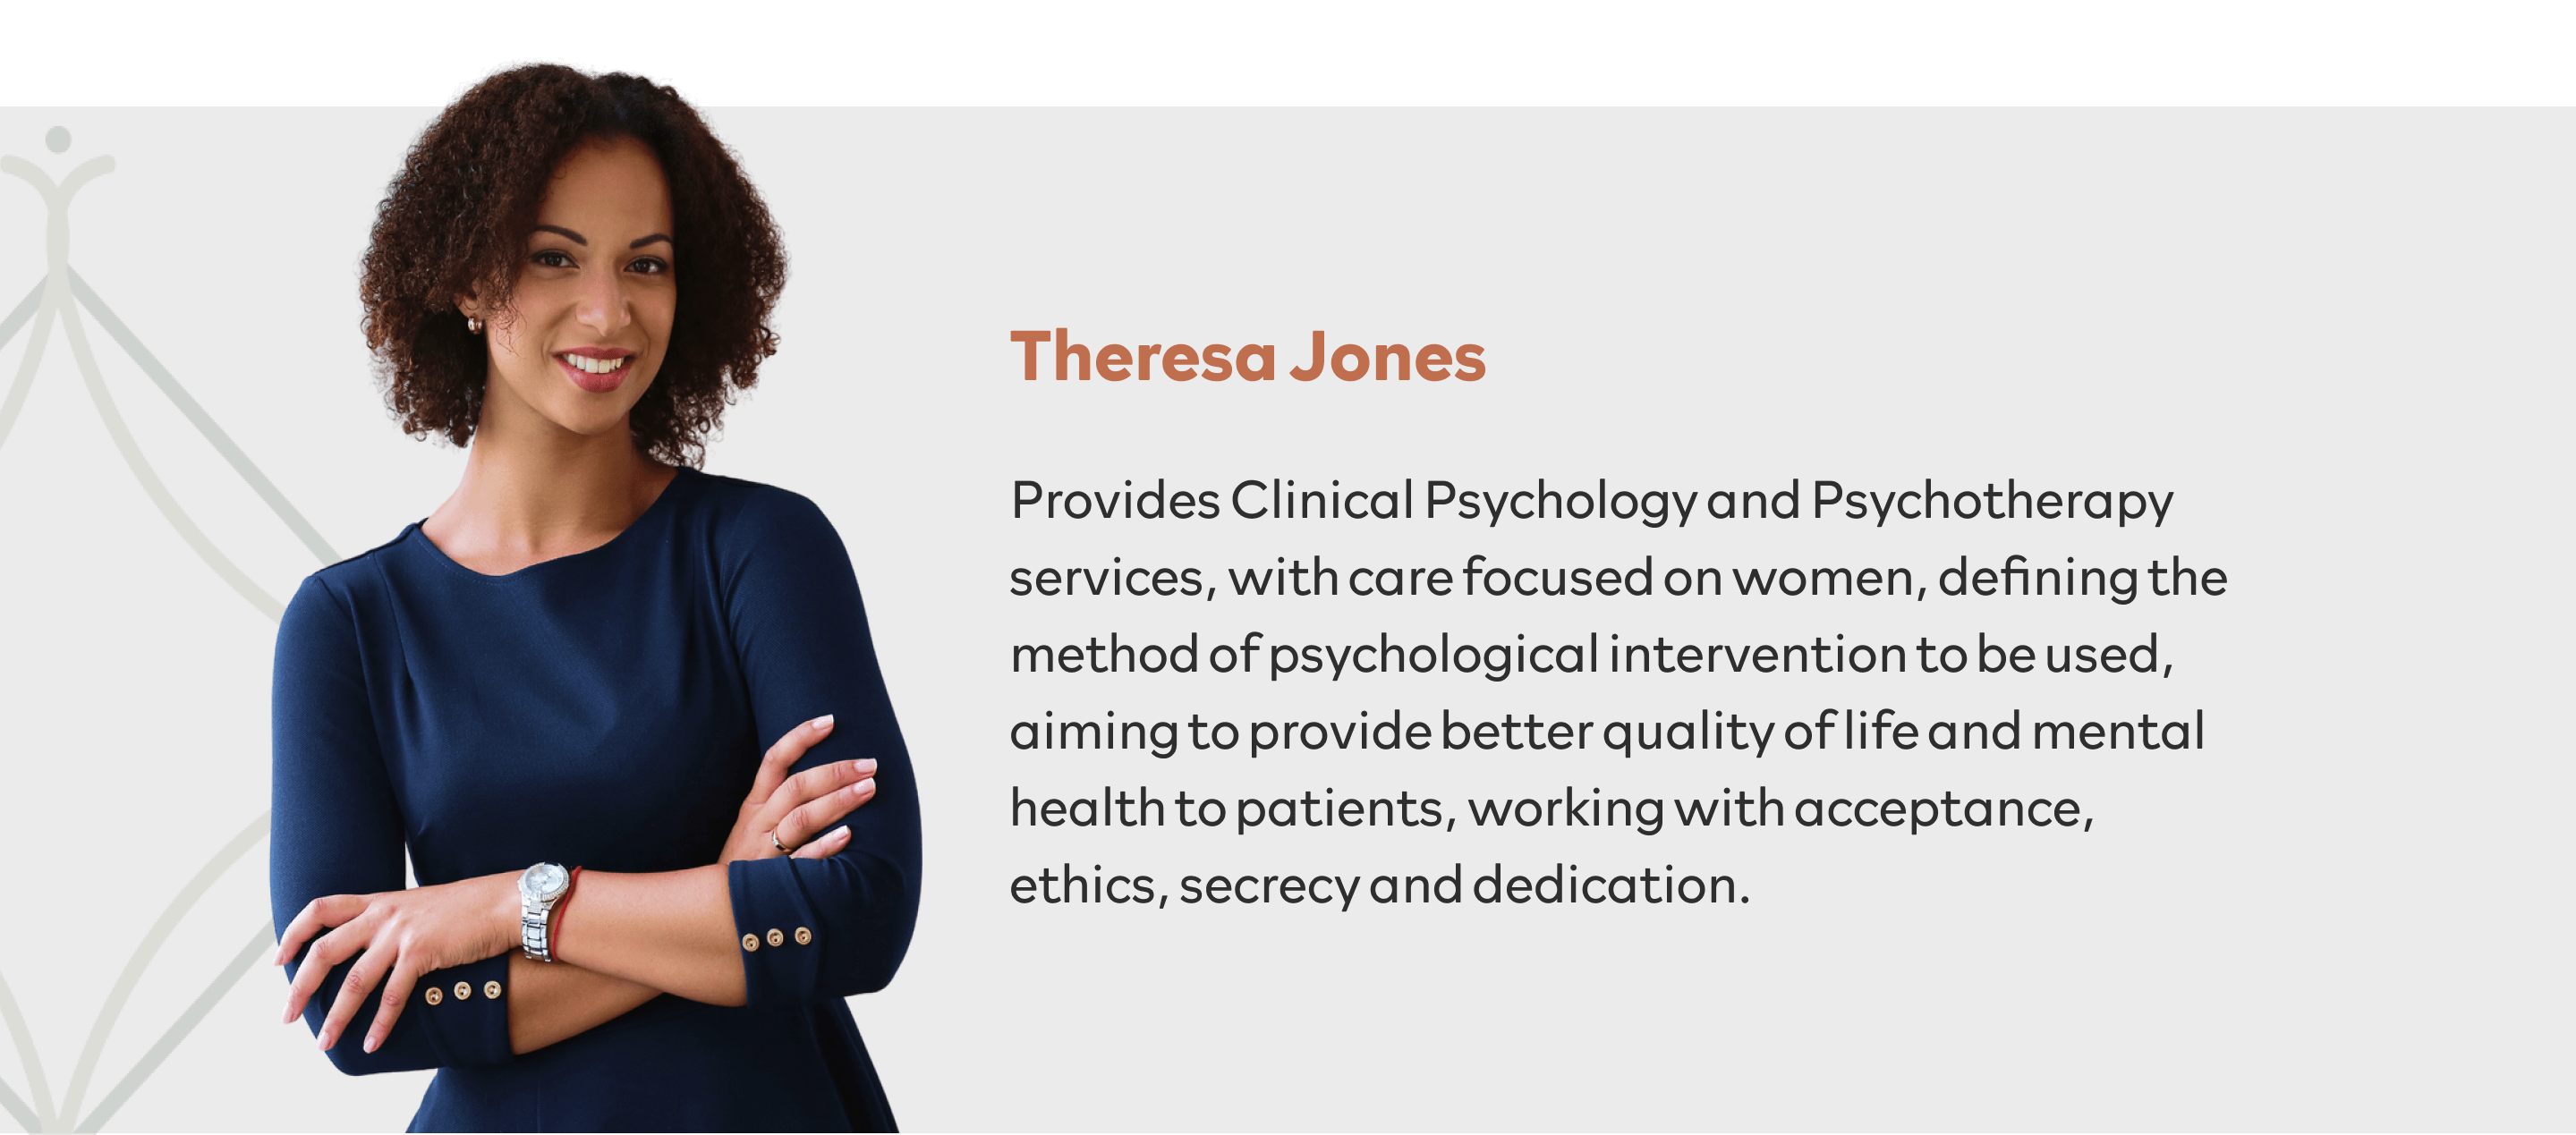 Theresa Jones
Provides Clinical Psychology and Psychotherapy
services, with care focused on women, defining the
method of psychological intervention to be used,
aiming to provide better quality of life and mental
health to patients, working with acceptance,
ethics, secrecy and dedication.